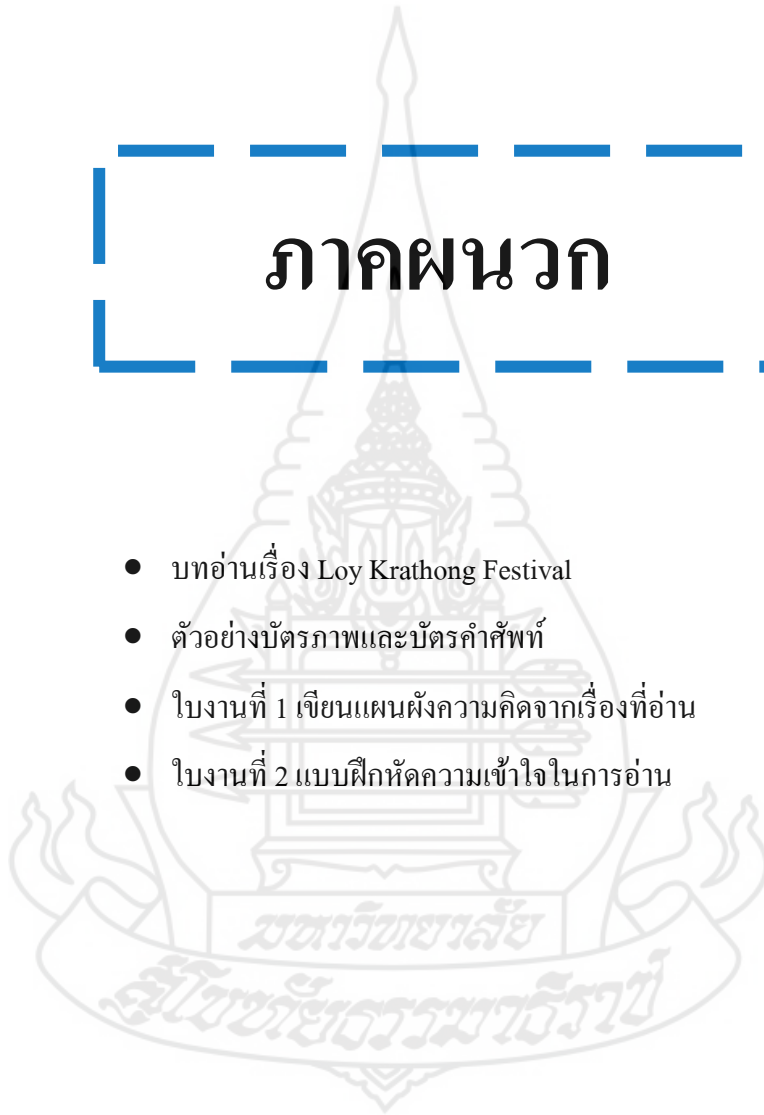 ภาคผนวก
● บทอ่านเรื่อง Loy Krathong Festival
● ตัวอย่างบัตรภาพและบัตรคำศัพท์
● ใบงานที่ 1 เขียนแผนผังความคิดจากเรื่องที่อ่าน
● ใบงานที่ 2 แบบฝึกหัดความเข้าใจในการอ่าน
มหาวิทยาลัย
สุโขทัยธรรมาธิราช